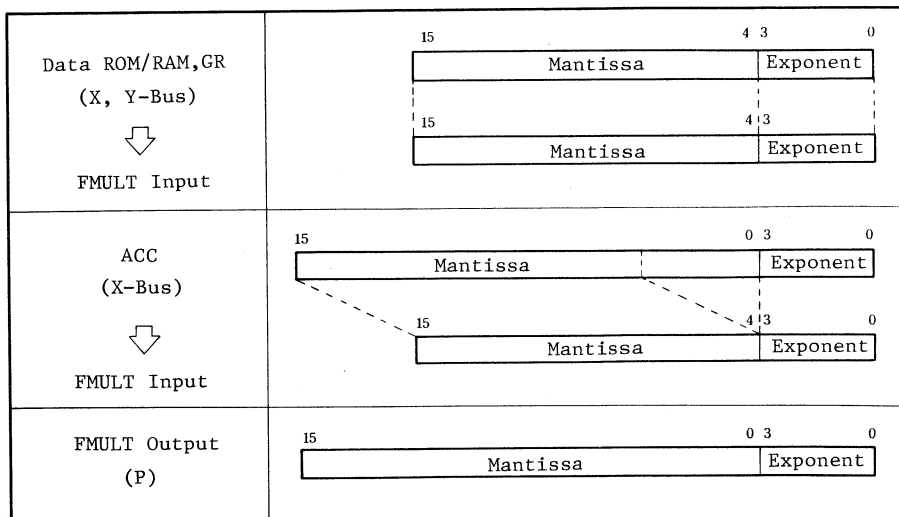 Data ROM/RAM,GR
(X, Y-Bus)
FMULT Input
15 4 3 0
Mantissa Exponent
15 4 3 0
Mantissa Exponent
ACC
(X-Bus)
FMULT Input
15 0 3 0
Mantissa Exponent
15 4 3 0
Mantissa Exponent
FMULT Output
(P)
15 0 3 0
Mantissa Exponent